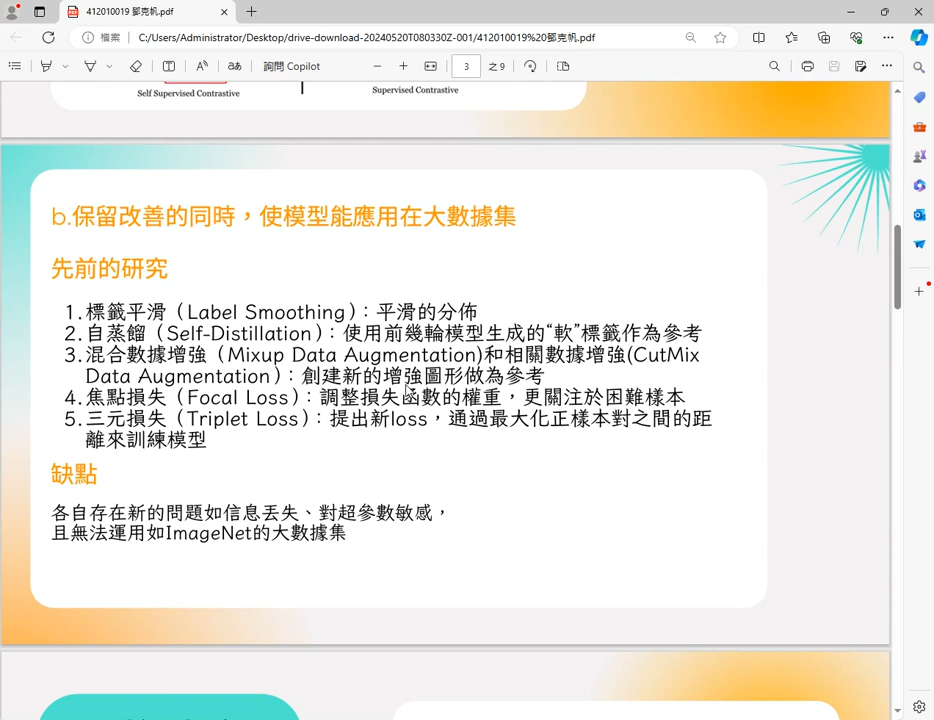 412010019 鄧克帆.pdf
檔案
C:/Users/Administrator/Desktop/drive-download-20240520T080330Z-001/412010019%20鄧克帆.pdf
aあ 詢問 Copilot 3 之 9
Self Supervised Contrastive
Supervised Contrastive
b.保留改善的同時，使模型能應用在大數據集
先前的研究
1.標籤平滑（Label Smoothing）：平滑的分佈
2.自蒸餾（Self-Distillation）：使用前幾輪模型生成的“軟”標籤作為參考
3.混合數據增強（Mixup Data Augmentation)和相關數據增強(CutMix
Data Augmentation）：創建新的增強圖形做為參考
4.焦點損失（Focal Loss）：調整損失函數的權重，更關注於困難樣本
5.三元損失（Triplet Loss）：提出新loss，通過最大化正樣本對之間的距
離來訓練模型
缺點
各自存在新的問題如信息丟失、對超參數敏感，
且無法運用如ImageNet的大數據集